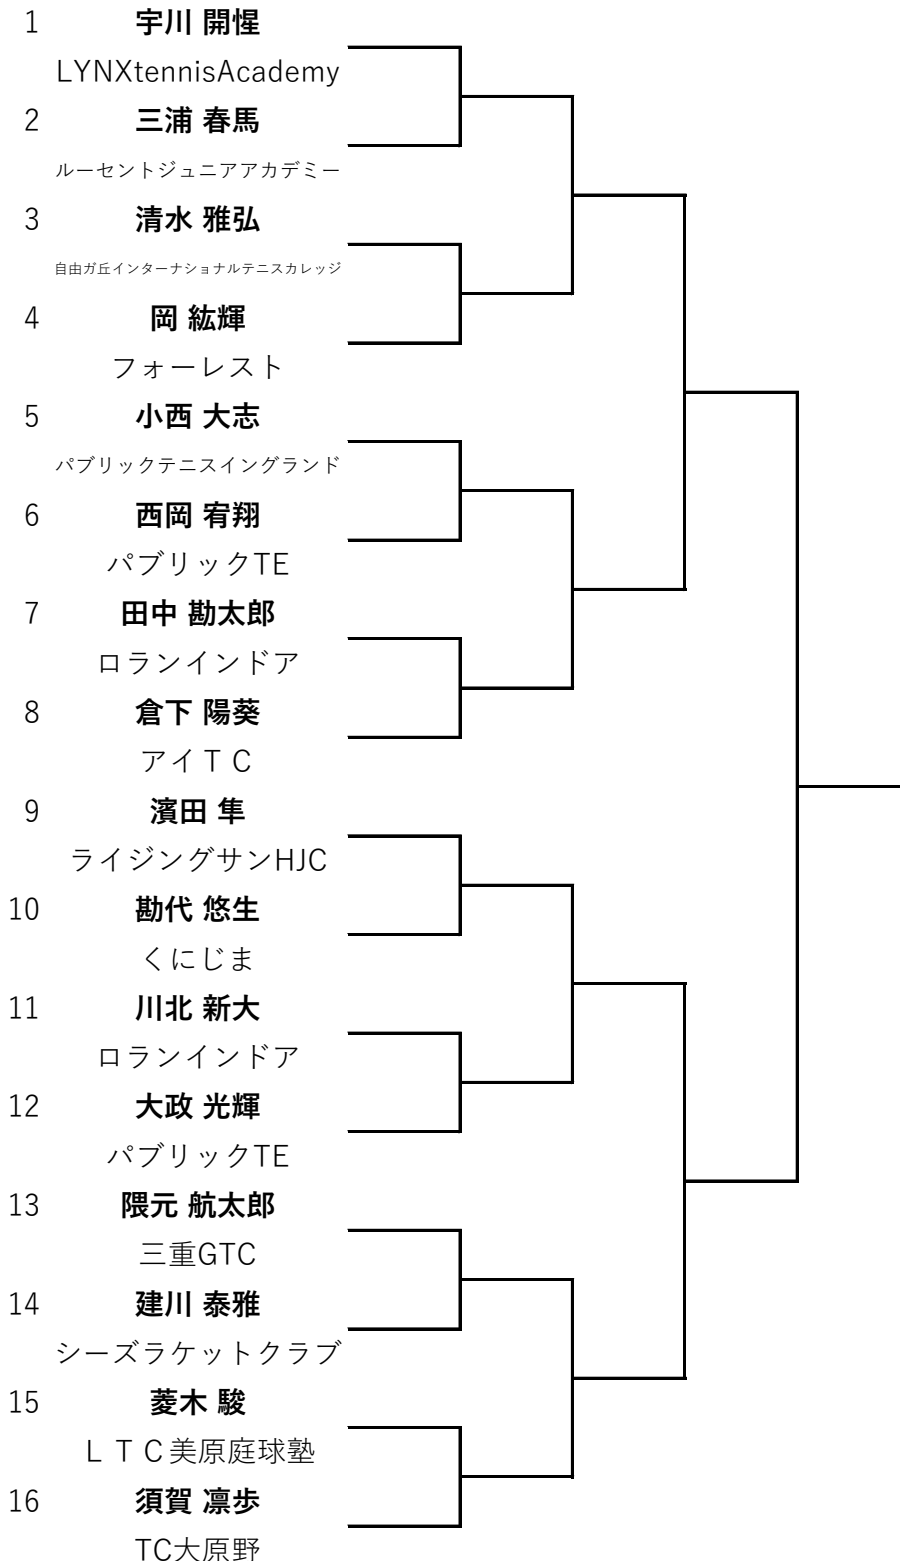 1 宇川 開惺
LYNXtennisAcademy
2 三浦 春馬
ルーセントジュニアアカデミー
3 清水 雅弘
自由ガ丘インターナショナルテニスカレッジ
4 岡 紘輝
フォーレスト
5 小西 大志
パブリックテニスイングランド
6 西岡 宥翔
パブリックTE
7 田中 勘太郎
ロランインドア
8 倉下 陽葵
アイＴＣ
9 濱田 隼
ライジングサンHJC
10 勘代 悠生
くにじま
11 川北 新大
ロランインドア
12 大政 光輝
パブリックTE
13 隈元 航太郎
三重GTC
14 建川 泰雅
シーズラケットクラブ
15 菱木 駿
ＬＴＣ美原庭球塾
16 須賀 凛歩
TC大原野